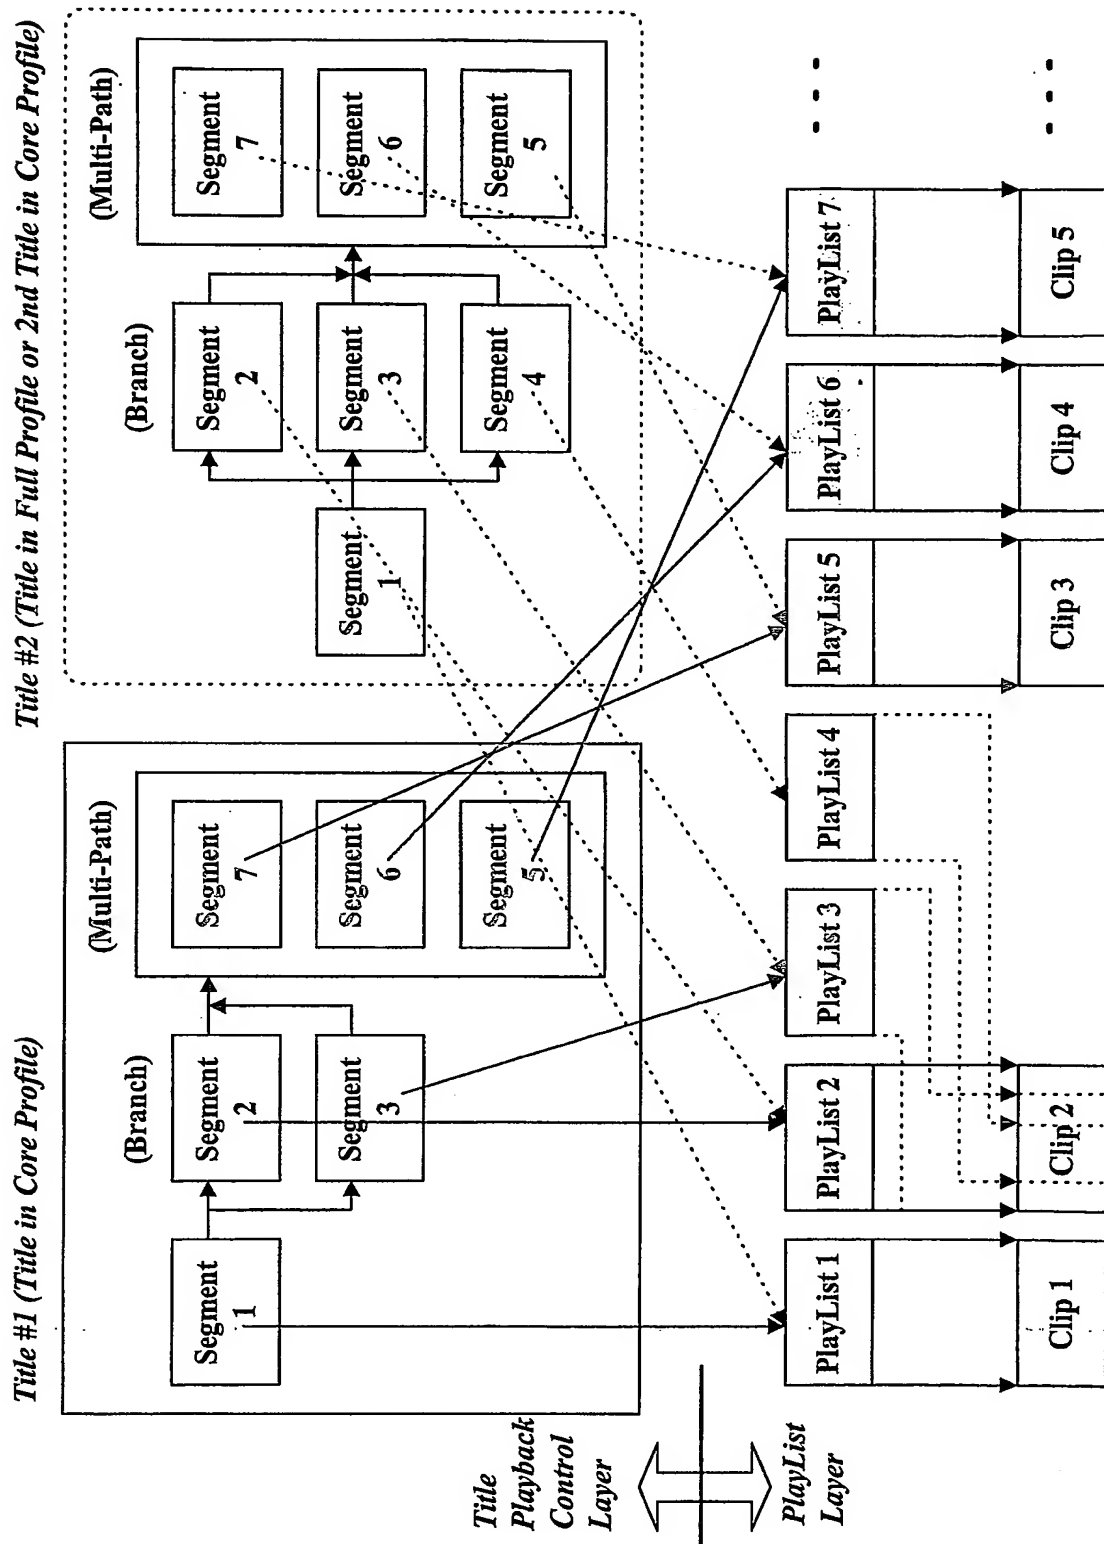 Title #1 (Title in Core Profile)
Title #2 (Title in Full Profile or 2nd Title in Core Profile)
(Branch)
(Multi-Path)
Segment
1
Segment
2
Segment
3
Segment
7
Segment
6
Segment
5
(Branch)
(Multi-Path)
Segment
1
Segment
2
Segment
3
Segment
4
Segment
7
Segment
6
Segment
5
Title
Playback
Control
Layer
PlayList
Layer
PlayList 1
PlayList 2
PlayList 3
PlayList 4
PlayList 5
PlayList 6
PlayList 7
Clip 1
Clip 2
Clip 3
Clip 4
Clip 5